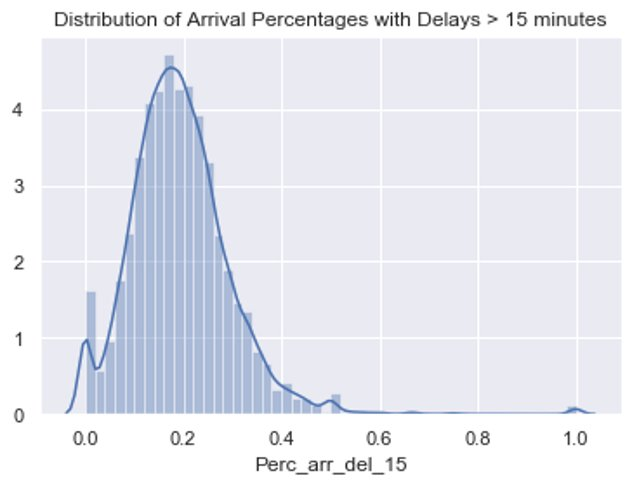 Distribution of Arrival Percentages with Delays > 15 minutes
4
3
2
1
0
0.0 0.2 0.4 0.6 0.8 1.0
Perc_arr_del_15